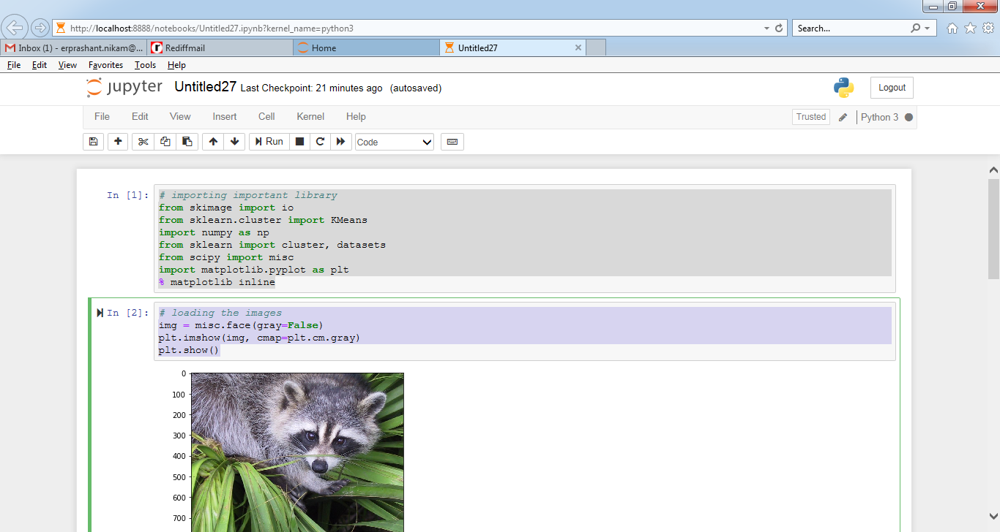 http://localhost:8888/notebooks/Untitled27.ipynb?kernel_name=python3
Search...
Inbox (1) - erprashant.nikam@...
Rediffmail
Home
Untitled27
File Edit View Favorites Tools Help
jupyter Untitled27 Last Checkpoint: 21 minutes ago (autosaved)
Logout
File Edit View Insert Cell Kernel Help
Trusted
Python 3
Run
Code
In [1]:
# importing important library
from skimage import io
from sklearn.cluster import KMeans
import numpy as np
from sklearn import cluster, datasets
from scipy import misc
import matplotlib.pyplot as plt
% matplotlib inline
In [2]:
# loading the images
img = misc.face(gray=False)
plt.imshow(img, cmap=plt.cm.gray)
plt.show()
0
100
200
300
400
500
600
700